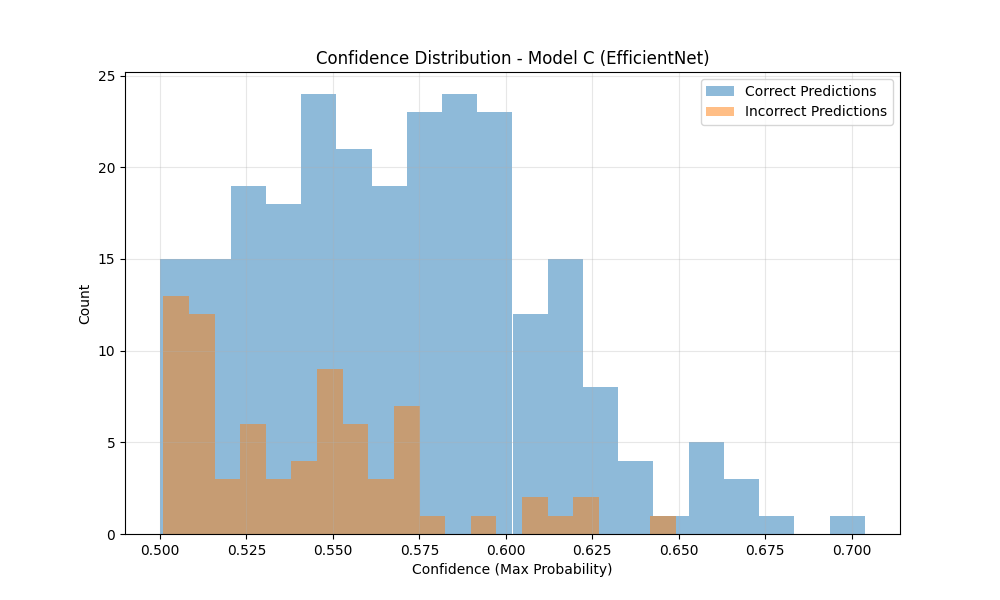 Confidence Distribution - Model C (EfficientNet)
Correct Predictions
Incorrect Predictions
Count
25
20
15
10
5
0
0.500 0.525 0.550 0.575 0.600 0.625 0.650 0.675 0.700
Confidence (Max Probability)